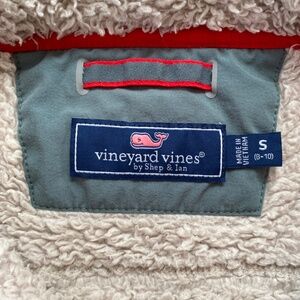 vineyard vines®
by Shep & Ian
MADE IN
VIETNAM
S
(8-10)